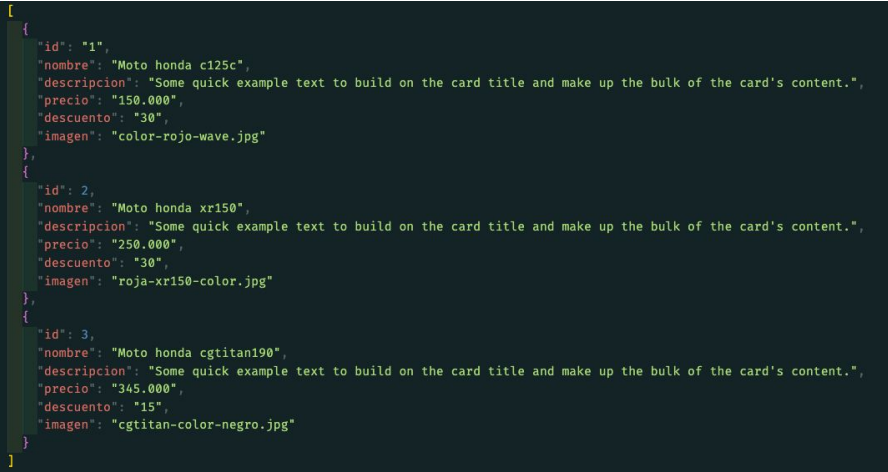 [
  {
    "id": "1",
    "nombre": "Moto honda c125c",
    "descripcion": "Some quick example text to build on the card title and make up the bulk of the card's content.",
    "precio": "150.000",
    "descuento": "30",
    "imagen": "color-rojo-wave.jpg"
  },
  {
    "id": 2,
    "nombre": "Moto honda xr150",
    "descripcion": "Some quick example text to build on the card title and make up the bulk of the card's content.",
    "precio": "250.000",
    "descuento": "30",
    "imagen": "roja-xr150-color.jpg"
  },
  {
    "id": 3,
    "nombre": "Moto honda cgtitan190",
    "descripcion": "Some quick example text to build on the card title and make up the bulk of the card's content.",
    "precio": "345.000",
    "descuento": "15",
    "imagen": "cgtitan-color-negro.jpg"
  }
]